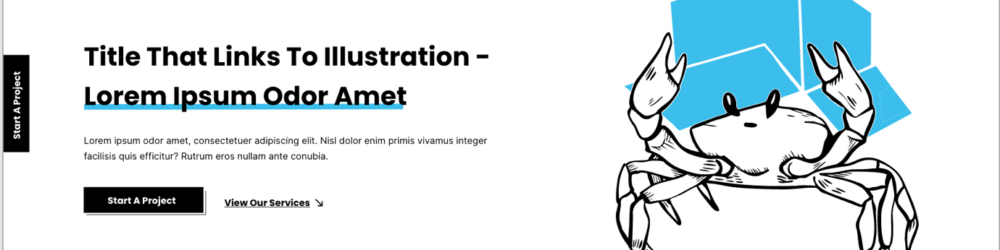 Start A Project
Title That Links To Illustration -
Lorem Ipsum Odor Amet
Lorem ipsum odor amet, consectetuer adipiscing elit. Nisl dolor enim primis vivamus integer
facilisis quis efficitur? Rutrum eros nullam ante conubia.
Start A Project
View Our Services ↘